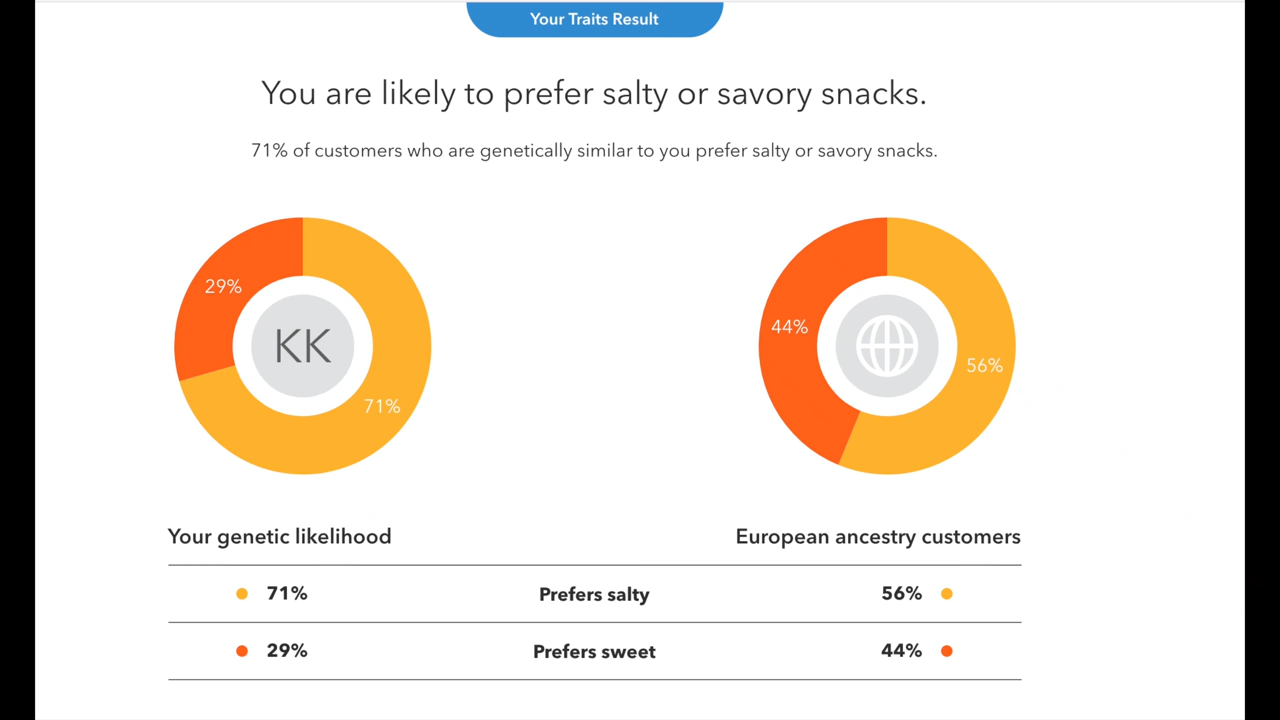 Your Traits Result
You are likely to prefer salty or savory snacks.
71% of customers who are genetically similar to you prefer salty or savory snacks.
29%
KK
71%
44%
56%
Your genetic likelihood European ancestry customers
71% Prefers salty 56%
29% Prefers sweet 44%